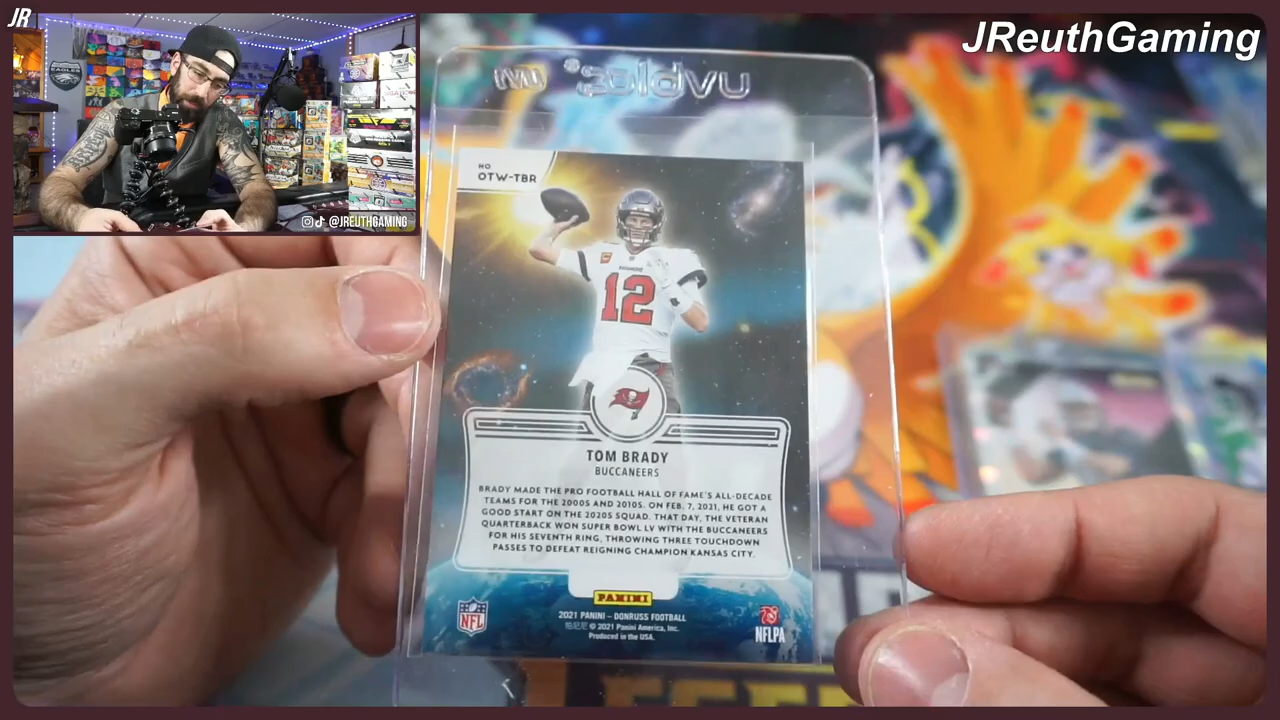 JR
JReuthGaming
EAGLES
@JREUTHGAMING
NO
OTW-TBR
BUCCANEERS
12
TOM BRADY
BUCCANEERS
BRADY MADE THE PRO FOOTBALL HALL OF FAME'S ALL-DECADE
TEAMS FOR THE 2000S AND 2010S. ON FEB. 7, 2021, HE GOT A
GOOD START ON THE 2020S SQUAD. THAT DAY, THE VETERAN
QUARTERBACK WON SUPER BOWL LV WITH THE BUCCANEERS
FOR HIS SEVENTH RING, THROWING THREE TOUCHDOWN
PASSES TO DEFEAT REIGNING CHAMPION KANSAS CITY.
PANINI
NFL
2021 PANINI – DONRUSS FOOTBALL
© 2021 Panini America, Inc.
Produced in the USA.
NFLPA